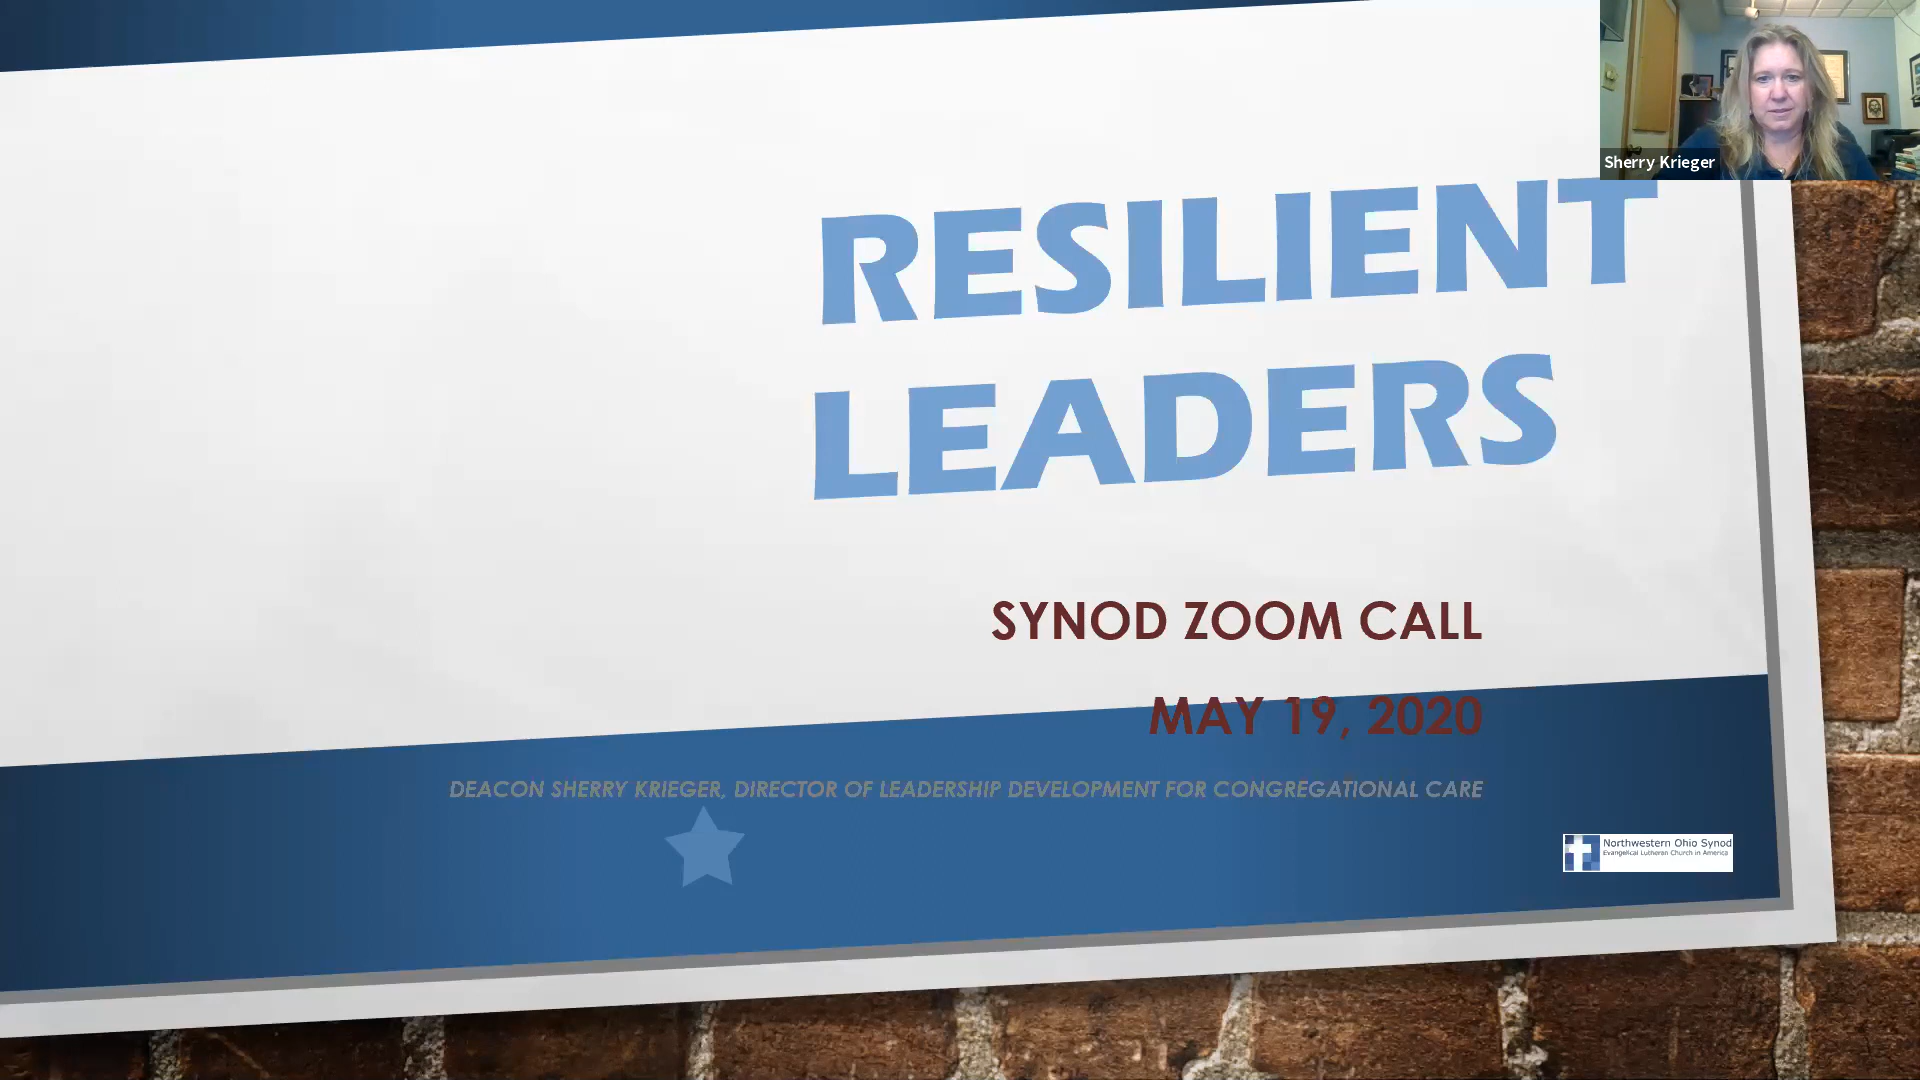 Sherry Krieger
RESILIENT
LEADERS
SYNOD ZOOM CALL
MAY 19, 2020
DEACON SHERRY KRIEGER, DIRECTOR OF LEADERSHIP DEVELOPMENT FOR CONGREGATIONAL CARE
Northwestern Ohio Synod
Evangelical Lutheran Church in America